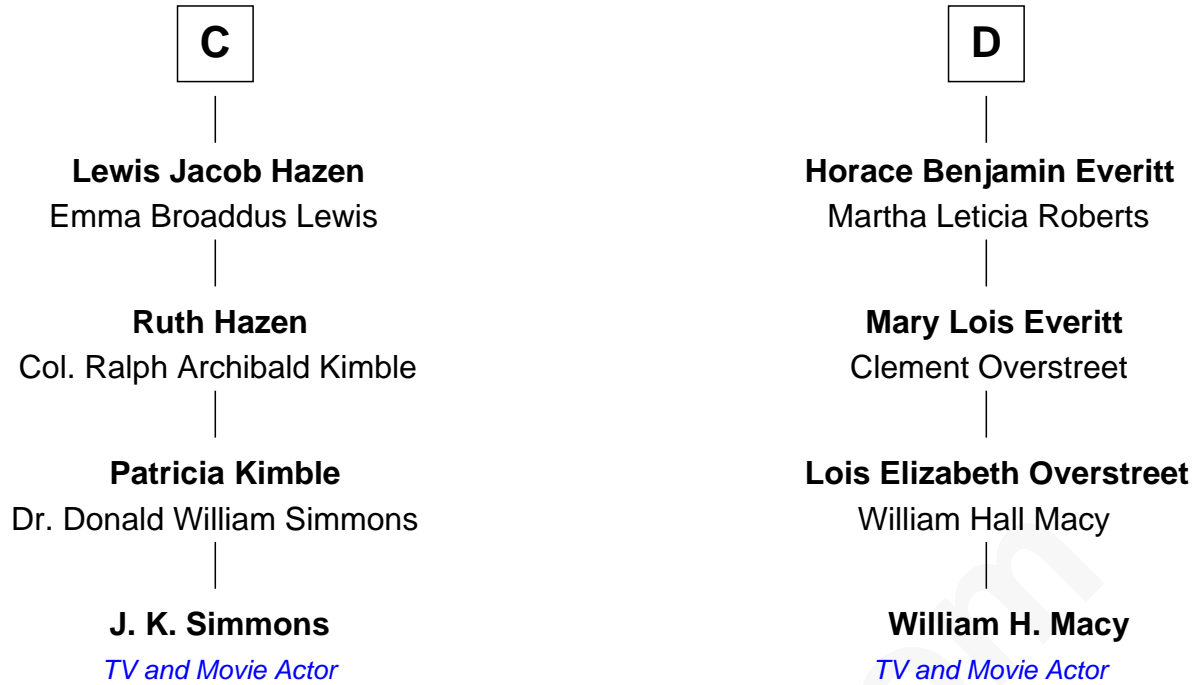 C
Lewis Jacob Hazen
Emma Broaddus Lewis
Ruth Hazen
Col. Ralph Archibald Kimble
Patricia Kimble
Dr. Donald William Simmons
J. K. Simmons
TV and Movie Actor
D
Horace Benjamin Everitt
Martha Leticia Roberts
Mary Lois Everitt
Clement Overstreet
Lois Elizabeth Overstreet
William Hall Macy
William H. Macy
TV and Movie Actor